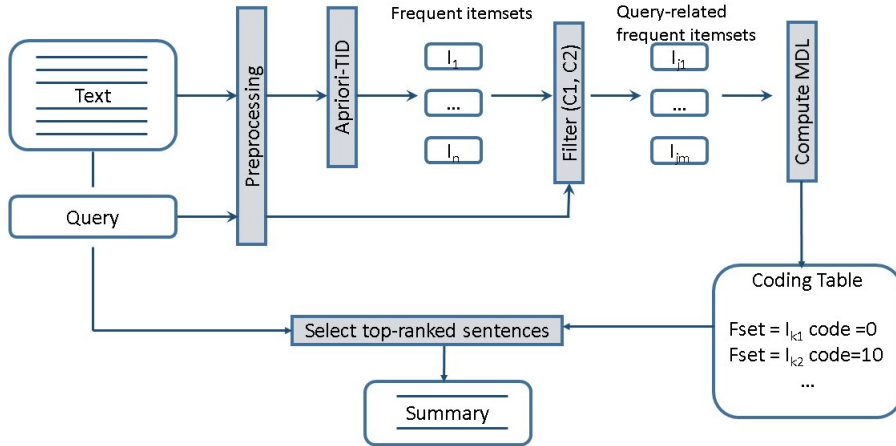 Frequent itemsets
Query-related
frequent itemsets
Text
Preprocessing
Apriori-TID
I1
...
In
Filter (C1, C2)
Ij1
...
Ijm
Compute MDL
Query
Coding Table
Fset = Ik1 code =0
Fset = Ik2 code=10
...
Select top-ranked sentences
Summary